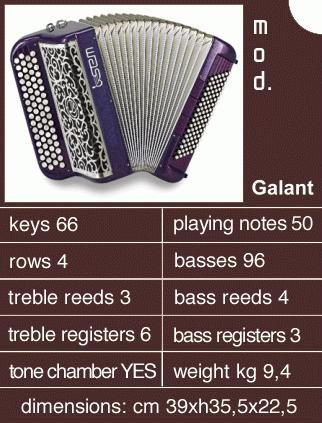 mod.
Galant
keys 66
playing notes 50
rows 4
basses 96
treble reeds 3
bass reeds 4
treble registers 6
bass registers 3
tone chamber YES
weight kg 9,4
dimensions: cm 39xh35,5x22,5